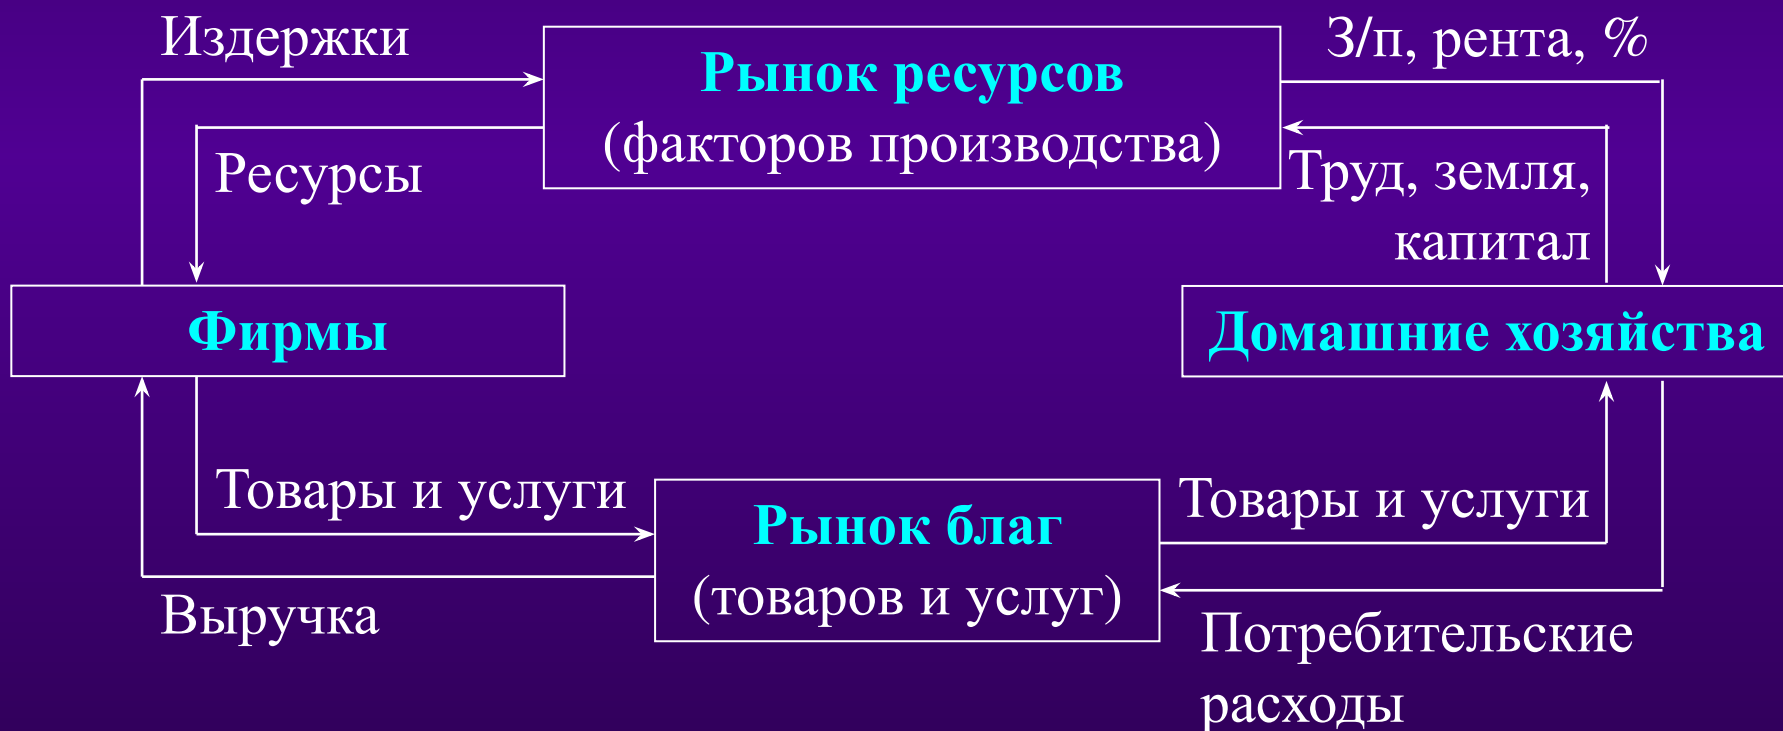 Издержки
Рынок ресурсов
(факторов производства)
З/п, рента, %
Ресурсы
Труд, земля,
капитал
Фирмы
Домашние хозяйства
Товары и услуги
Рынок благ
(товаров и услуг)
Товары и услуги
Выручка
Потребительские
расходы